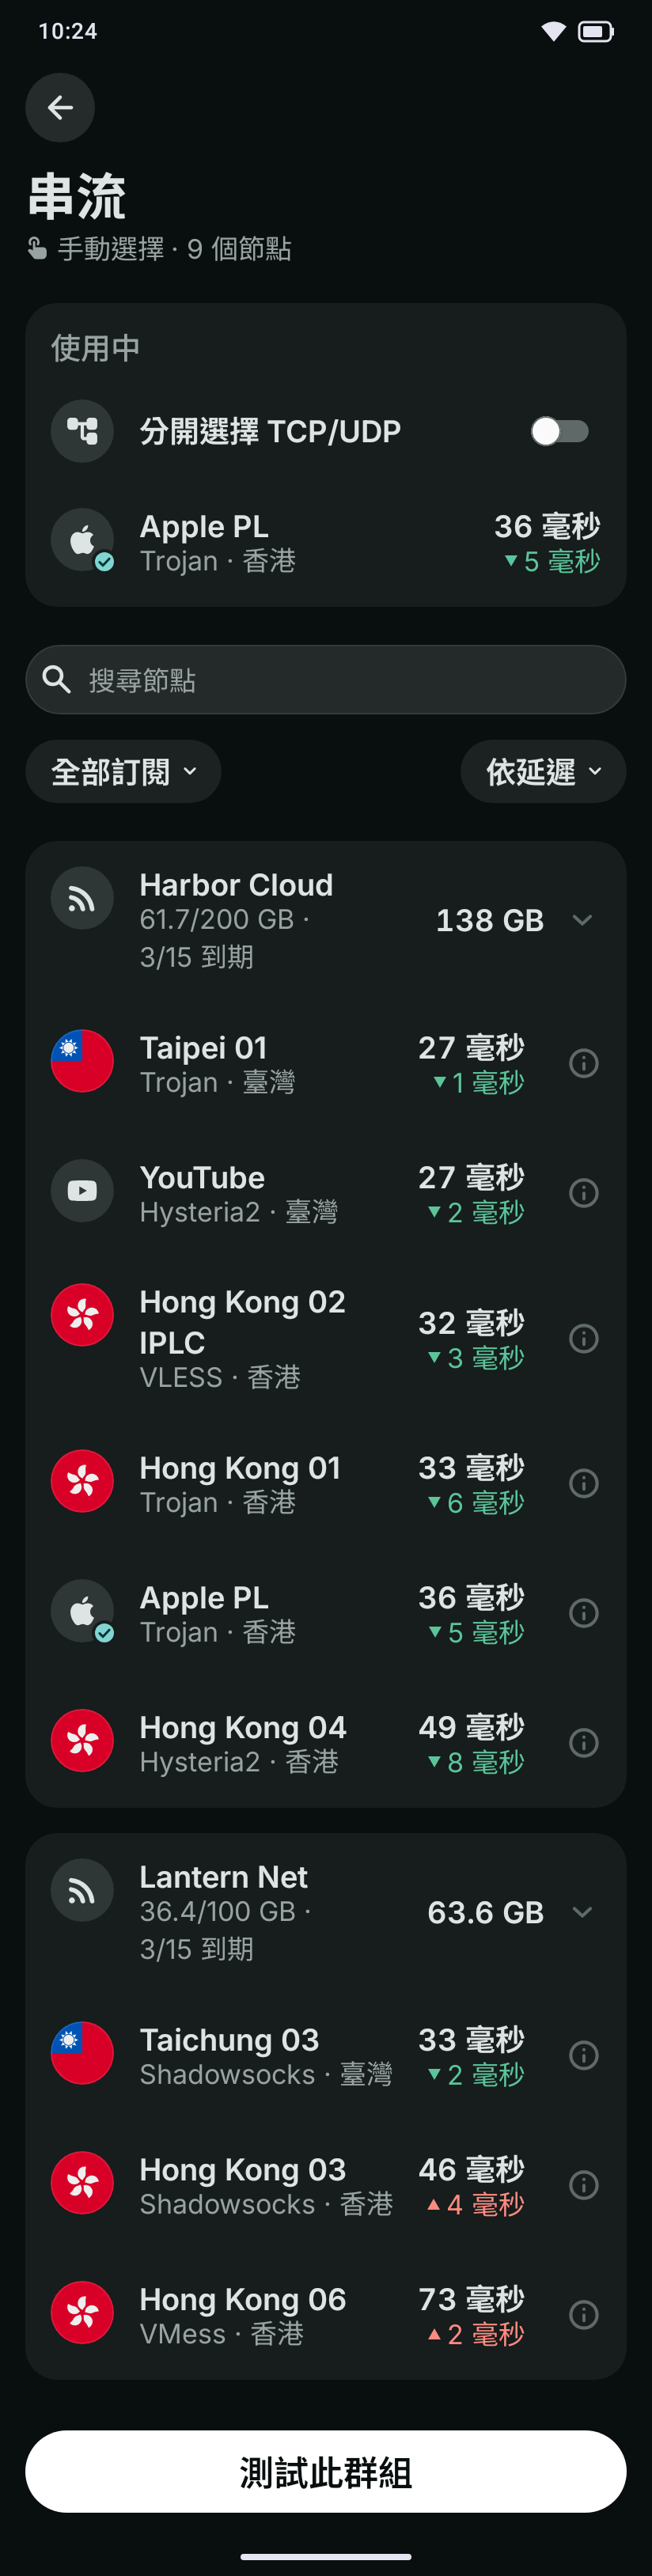 10:24
串流
手動選擇 · 9 個節點
使用中
分開選擇 TCP/UDP
Apple PL
36 毫秒
Trojan · 香港
▼5 毫秒
搜尋節點
全部訂閱
依延遲
Harbor Cloud
61.7/200 GB ·
3/15 到期
138 GB
Taipei 01
27 毫秒
Trojan · 臺灣
▼1 毫秒
YouTube
27 毫秒
Hysteria2 · 臺灣
▼2 毫秒
Hong Kong 02
IPLC
32 毫秒
VLESS · 香港
▼3 毫秒
Hong Kong 01
33 毫秒
Trojan · 香港
▼6 毫秒
Apple PL
36 毫秒
Trojan · 香港
▼5 毫秒
Hong Kong 04
49 毫秒
Hysteria2 · 香港
▼8 毫秒
Lantern Net
36.4/100 GB ·
3/15 到期
63.6 GB
Taichung 03
33 毫秒
Shadowsocks · 臺灣
▼2 毫秒
Hong Kong 03
46 毫秒
Shadowsocks · 香港
▲4 毫秒
Hong Kong 06
73 毫秒
VMess · 香港
▲2 毫秒
測試此群組